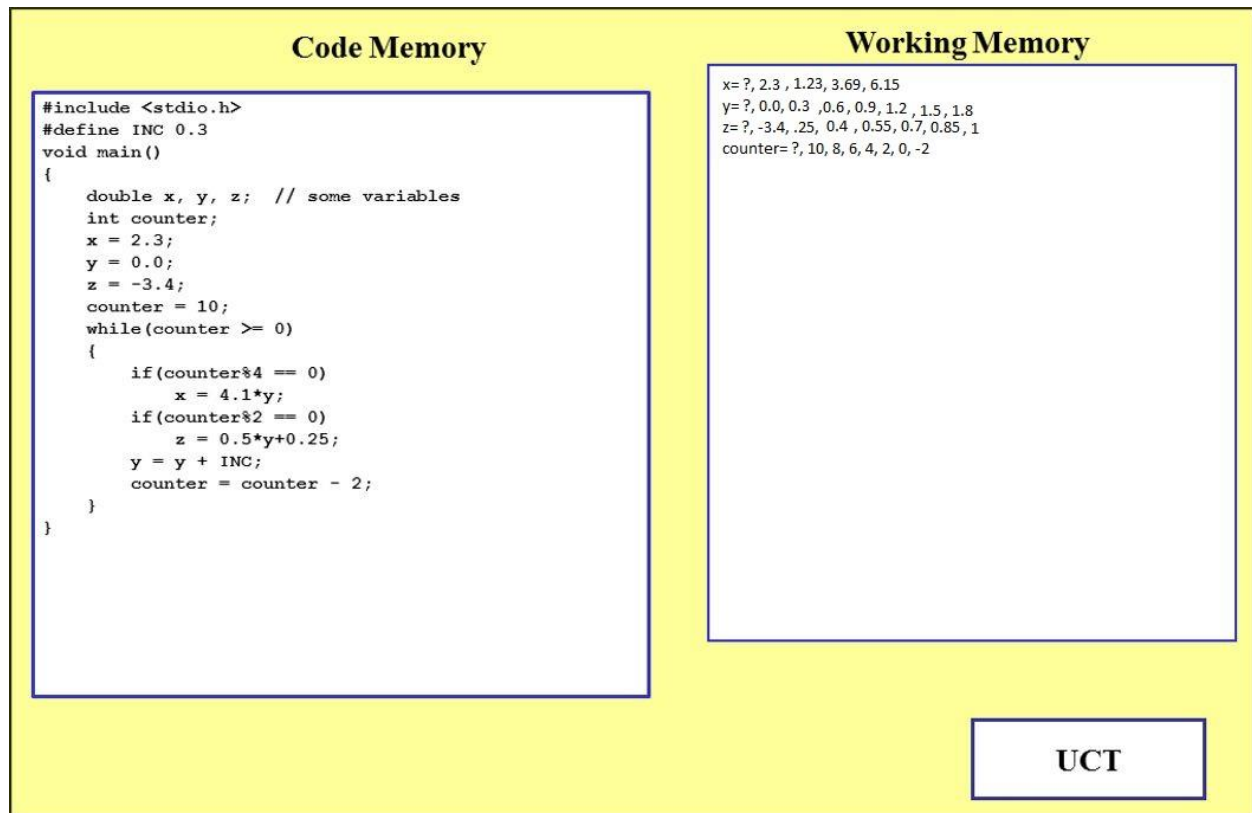 Code Memory
#include <stdio.h>
#define INC 0.3
void main()
{
    double x, y, z;  // some variables
    int counter;
    x = 2.3;
    y = 0.0;
    z = -3.4;
    counter = 10;
    while(counter >= 0)
    {
        if(counter%4 == 0)
            x = 4.1*y;
        if(counter%2 == 0)
            z = 0.5*y+0.25;
        y = y + INC;
        counter = counter - 2;
    }
}
Working Memory
x= ?, 2.3 , 1.23, 3.69, 6.15
y= ?, 0.0, 0.3 ,0.6, 0.9, 1.2 , 1.5, 1.8
z= ?, -3.4, .25, 0.4 , 0.55, 0.7, 0.85, 1
counter= ?, 10, 8, 6, 4, 2, 0, -2
UCT